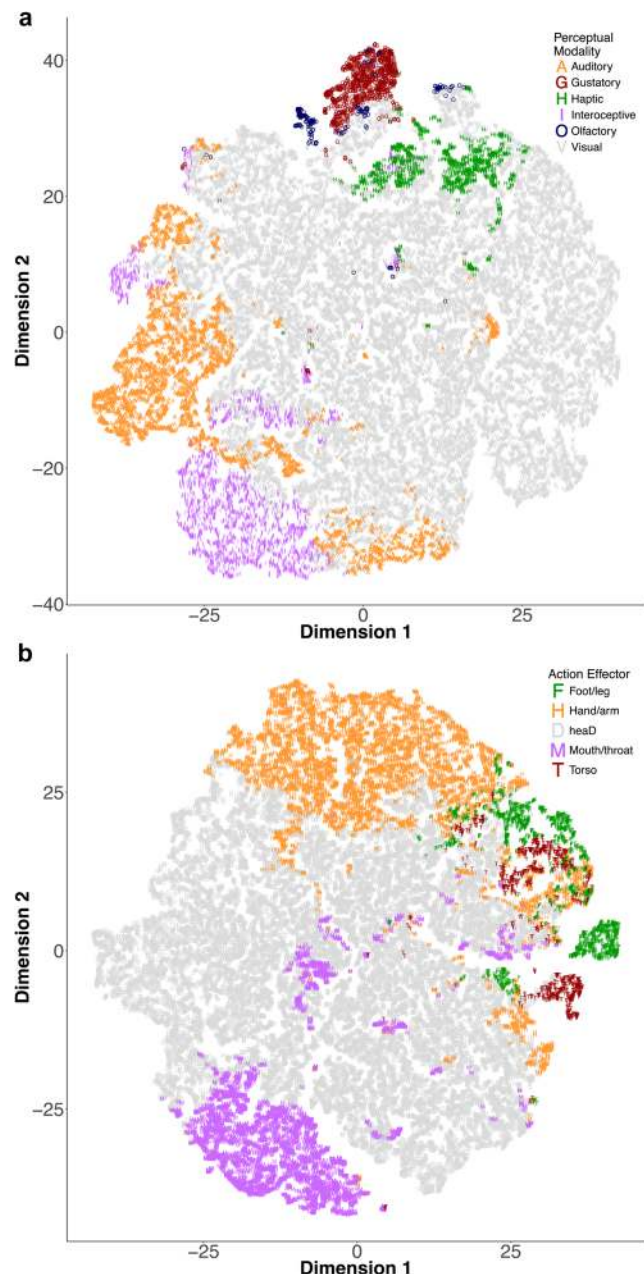 a
Perceptual
Modality
A Auditory
G Gustatory
H Haptic
I Interoceptive
O Olfactory
V Visual
40
20
0
−20
−40
Dimension 2
−25
0
25
Dimension 1
b
Action Effector
F Foot/leg
H Hand/arm
D heaD
M Mouth/throat
T Torso
25
0
−25
Dimension 2
−25
0
25
Dimension 1